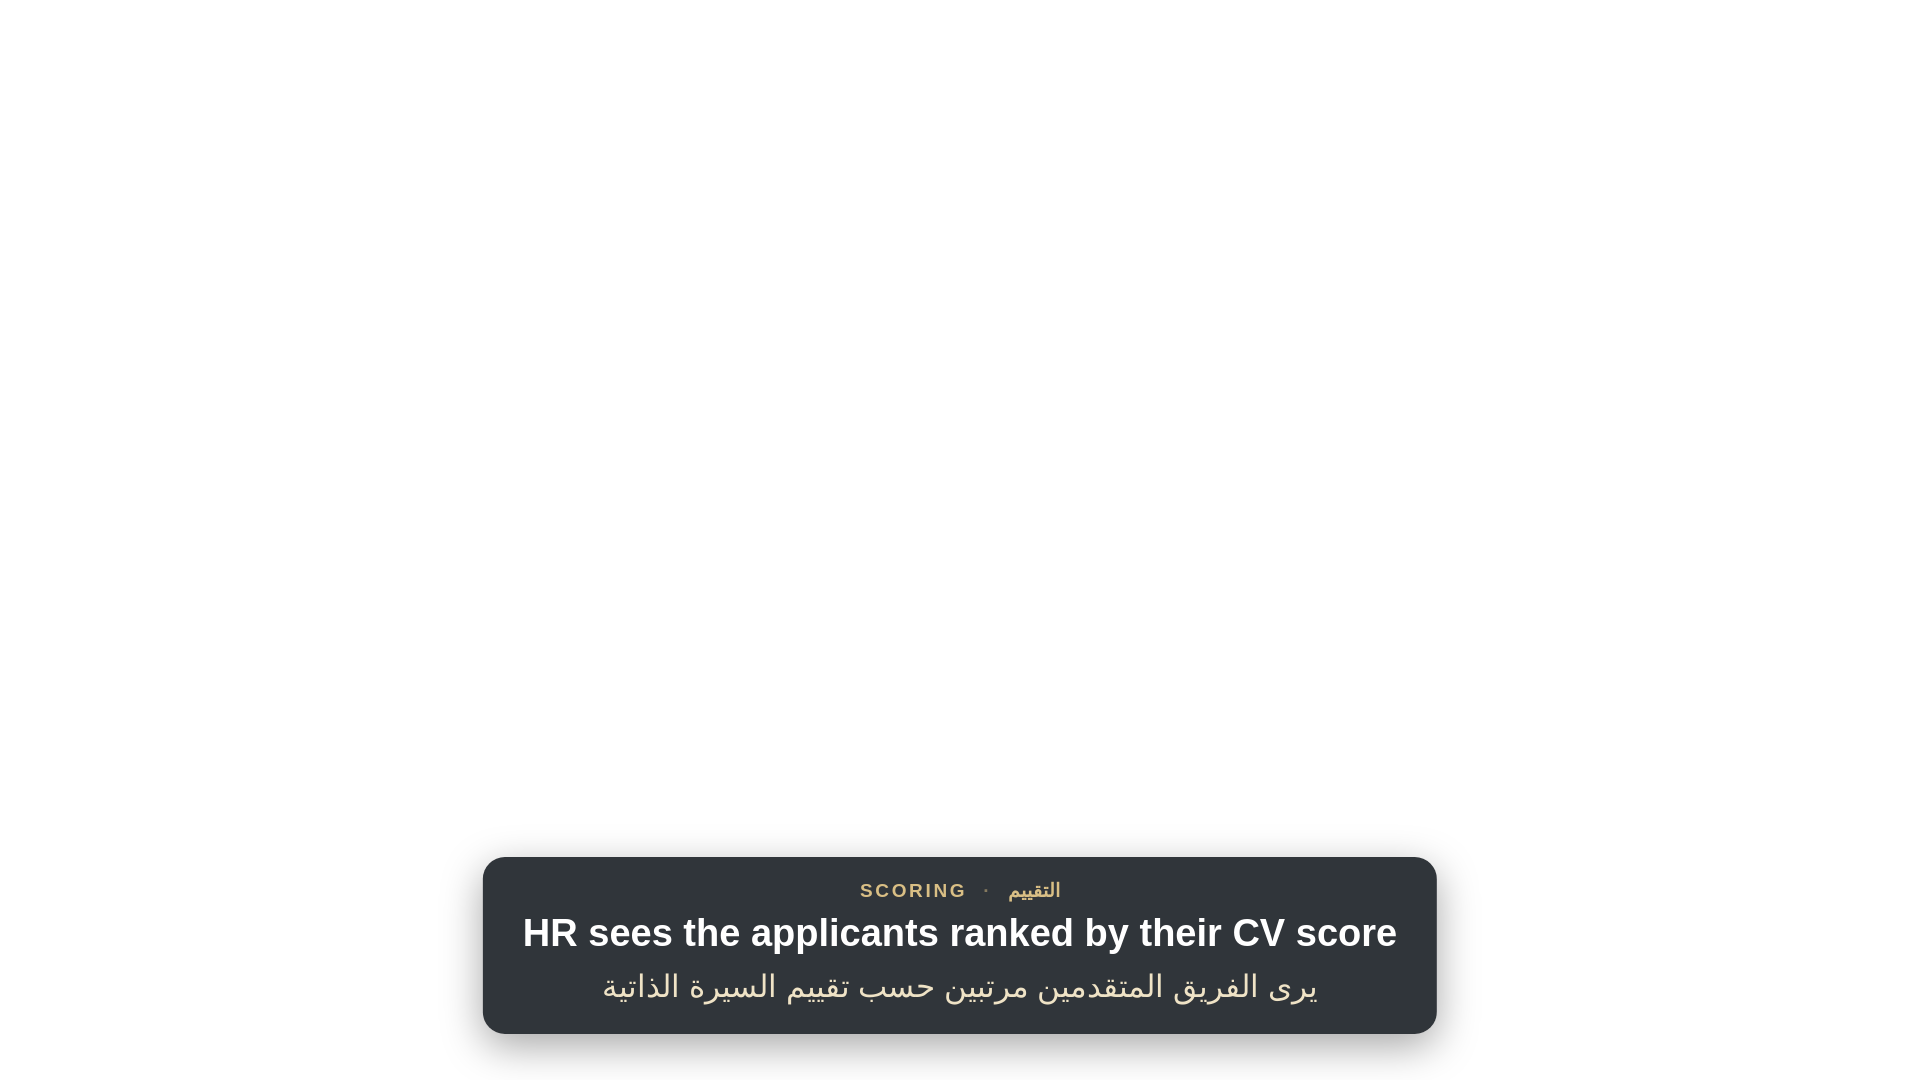 SCORING · التقييم
HR sees the applicants ranked by their CV score
يرى الفريق المتقدمين مرتبين حسب تقييم السيرة الذاتية